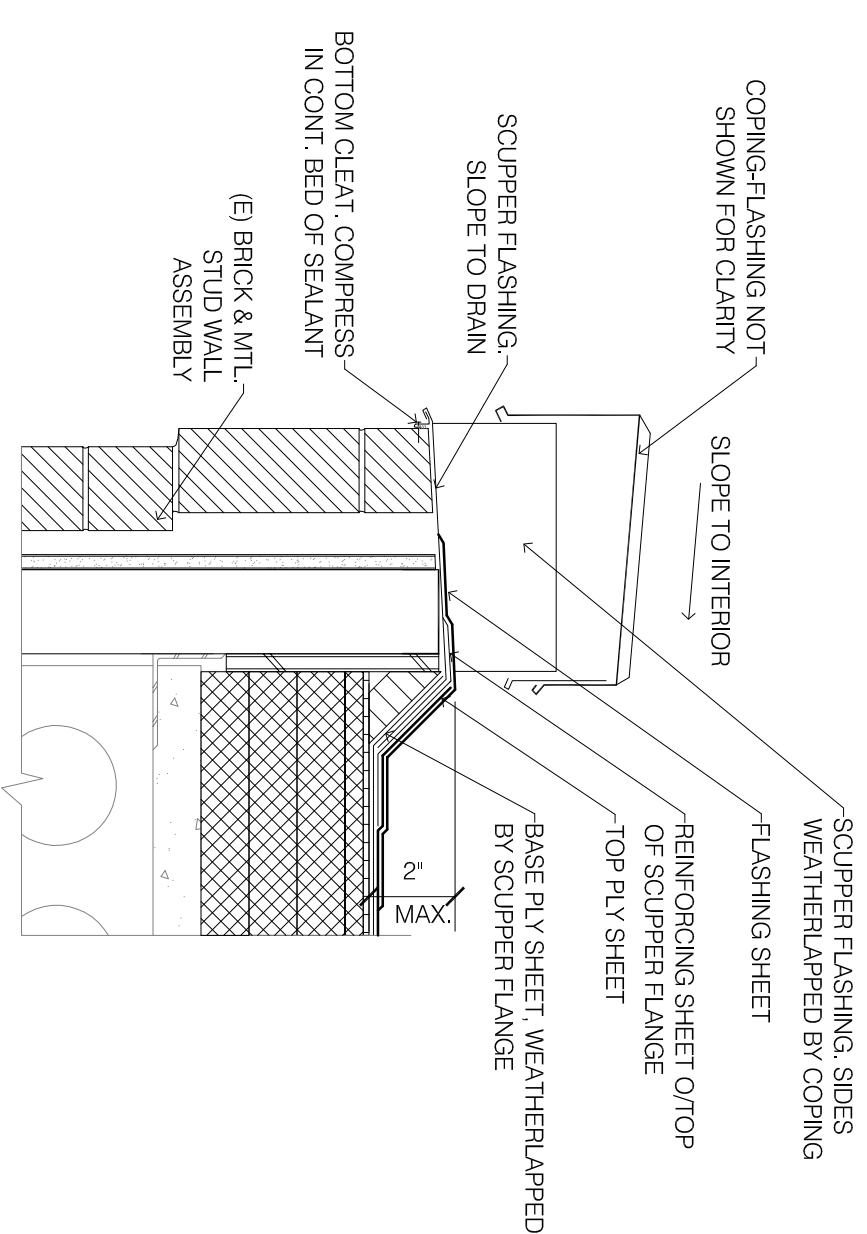 COPING-FLASHING NOT
SHOWN FOR CLARITY
SLOPE TO INTERIOR
SCUPPER FLASHING.
SLOPE TO DRAIN
BOTTOM CLEAT. COMPRESS
IN CONT. BED OF SEALANT
(E) BRICK & MTL.
STUD WALL
ASSEMBLY
SCUPPER FLASHING. SIDES
WEATHERLAPPED BY COPING
FLASHING SHEET
REINFORCING SHEET O/TOP
OF SCUPPER FLANGE
TOP PLY SHEET
BASE PLY SHEET, WEATHERLAPPED
BY SCUPPER FLANGE
2"
MAX.